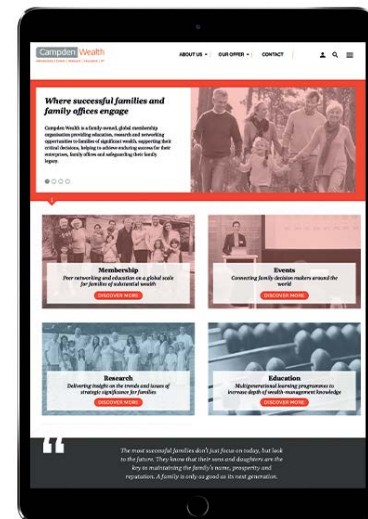 Campden Wealth
ABOUT US
OUR OFFER
CONTACT
Where successful families and
family offices engage
Campden Wealth is a family-owned, global membership
organisation providing education, research and networking
opportunities to families of significant wealth, supporting their
critical decisions, helping to achieve enduring success for their
enterprises, family offices and safeguarding their family
legacy.
Membership
Peer networking and education on a global scale
for families of substantial wealth
DISCOVER MORE
Events
Connecting family decision makers around the
world
DISCOVER MORE
Research
Delivering insight on the trends and issues of
strategic significance for families
DISCOVER MORE
Education
Multigenerational learning programmes to
increase depth of wealth-management knowledge
DISCOVER MORE
“
The most successful families don't just focus on today, but look
to the future. They know that their sons and daughters are the
key to maintaining the family's name, prosperity and
reputation. A family is only as good as its next generation.